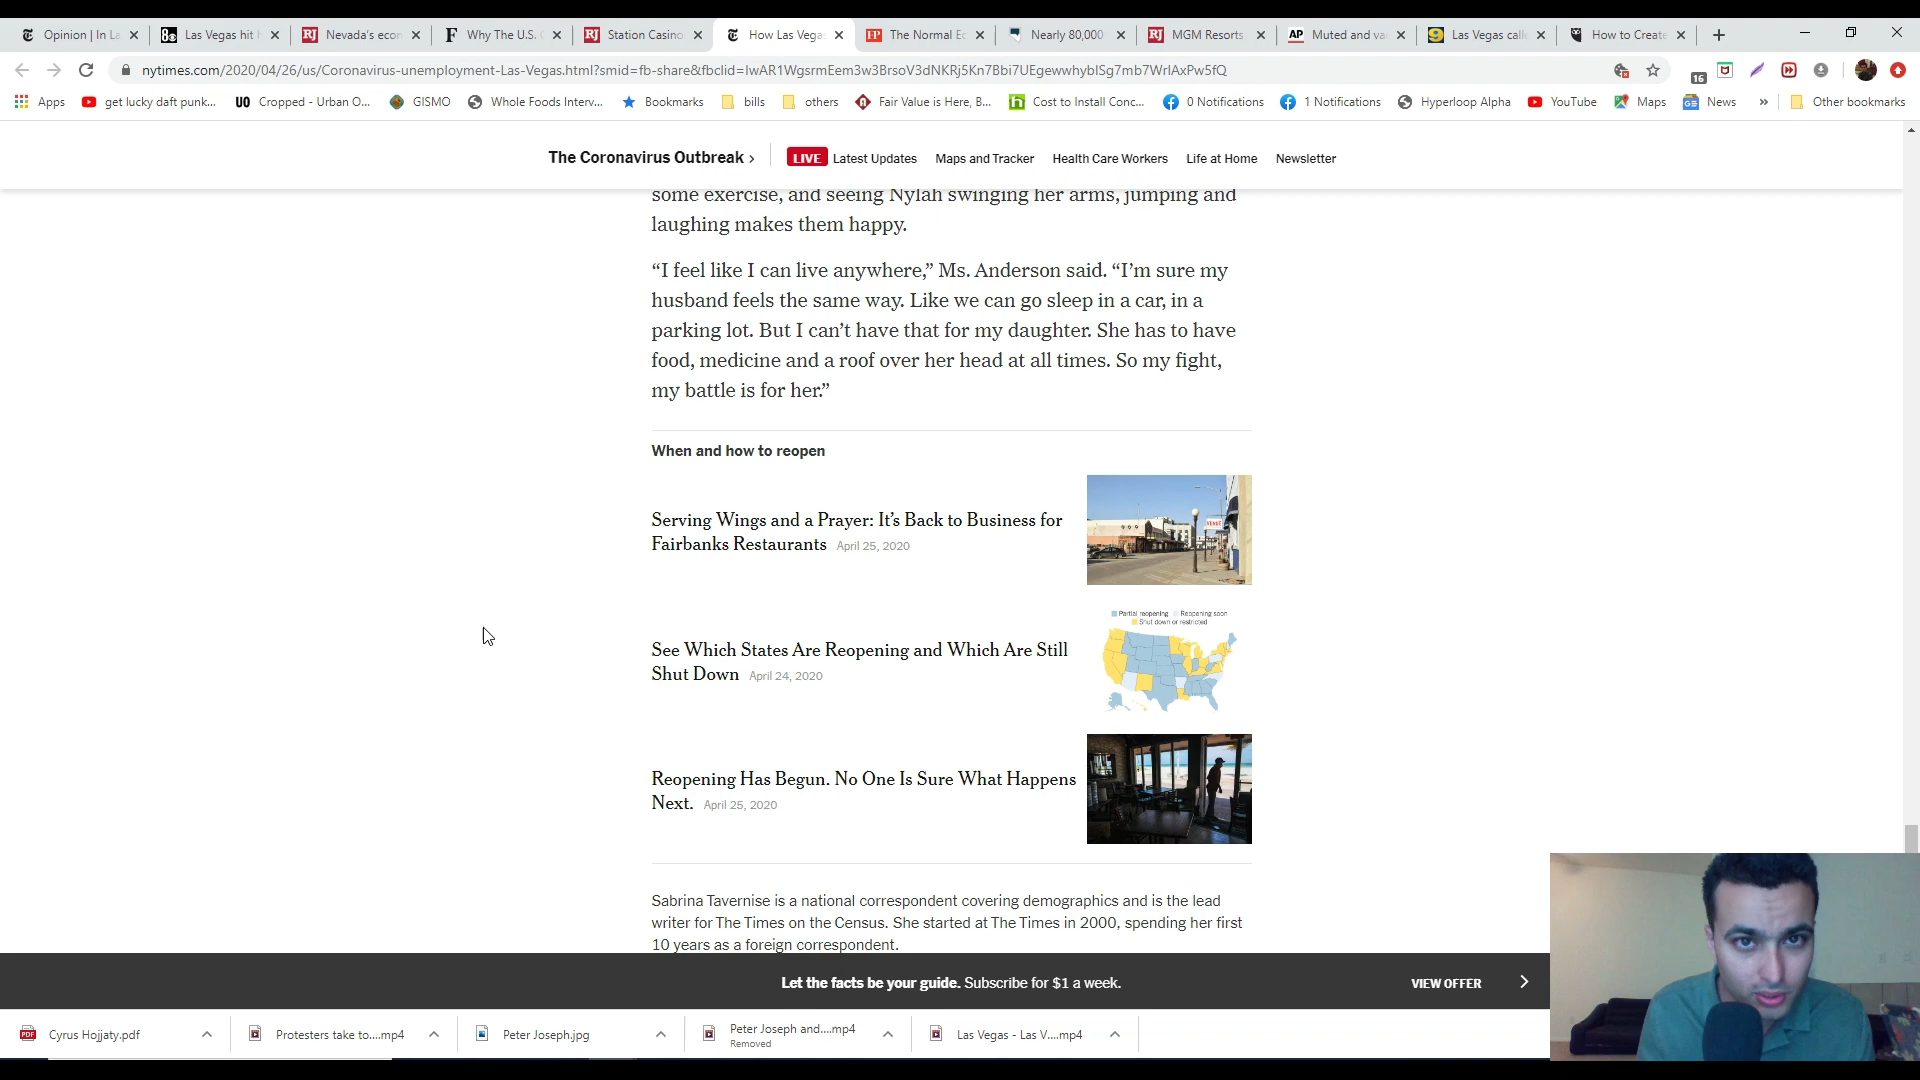 Opinion | In La
Las Vegas hit h
Nevada's econ
Why The U.S.
Station Casino
How Las Vegas
The Normal Ec
Nearly 80,000
MGM Resorts
Muted and va
Las Vegas calle
How to Create
nytimes.com/2020/04/26/us/Coronavirus-unemployment-Las-Vegas.html?smid=fb-share&fbclid=IwAR1WgsrmEem3w3BrsoV3dNKRj5Kn7Bbi7UEgewwhyblSg7mb7WrlAxPw5fQ
16
Apps
get lucky daft punk...
UO Cropped - Urban O...
GISMO
Whole Foods Interv...
Bookmarks
bills
others
Fair Value is Here, B...
Cost to Install Conc...
0 Notifications
1 Notifications
Hyperloop Alpha
YouTube
Maps
News
»
Other bookmarks
The Coronavirus Outbreak ›
LIVE Latest Updates
Maps and Tracker
Health Care Workers
Life at Home
Newsletter
some exercise, and seeing Nylah swinging her arms, jumping and
laughing makes them happy.
“I feel like I can live anywhere,” Ms. Anderson said. “I’m sure my
husband feels the same way. Like we can go sleep in a car, in a
parking lot. But I can’t have that for my daughter. She has to have
food, medicine and a roof over her head at all times. So my fight,
my battle is for her.”
When and how to reopen
Serving Wings and a Prayer: It’s Back to Business for
Fairbanks Restaurants April 25, 2020
Partial reopening Reopening soon
Shut down or restricted
See Which States Are Reopening and Which Are Still
Shut Down April 24, 2020
Reopening Has Begun. No One Is Sure What Happens
Next. April 25, 2020
Sabrina Tavernise is a national correspondent covering demographics and is the lead
writer for The Times on the Census. She started at The Times in 2000, spending her first
10 years as a foreign correspondent.
Let the facts be your guide. Subscribe for $1 a week.
VIEW OFFER
Cyrus Hojjaty.pdf
Protesters take to....mp4
Peter Joseph.jpg
Peter Joseph and....mp4
Removed
Las Vegas - Las V....mp4